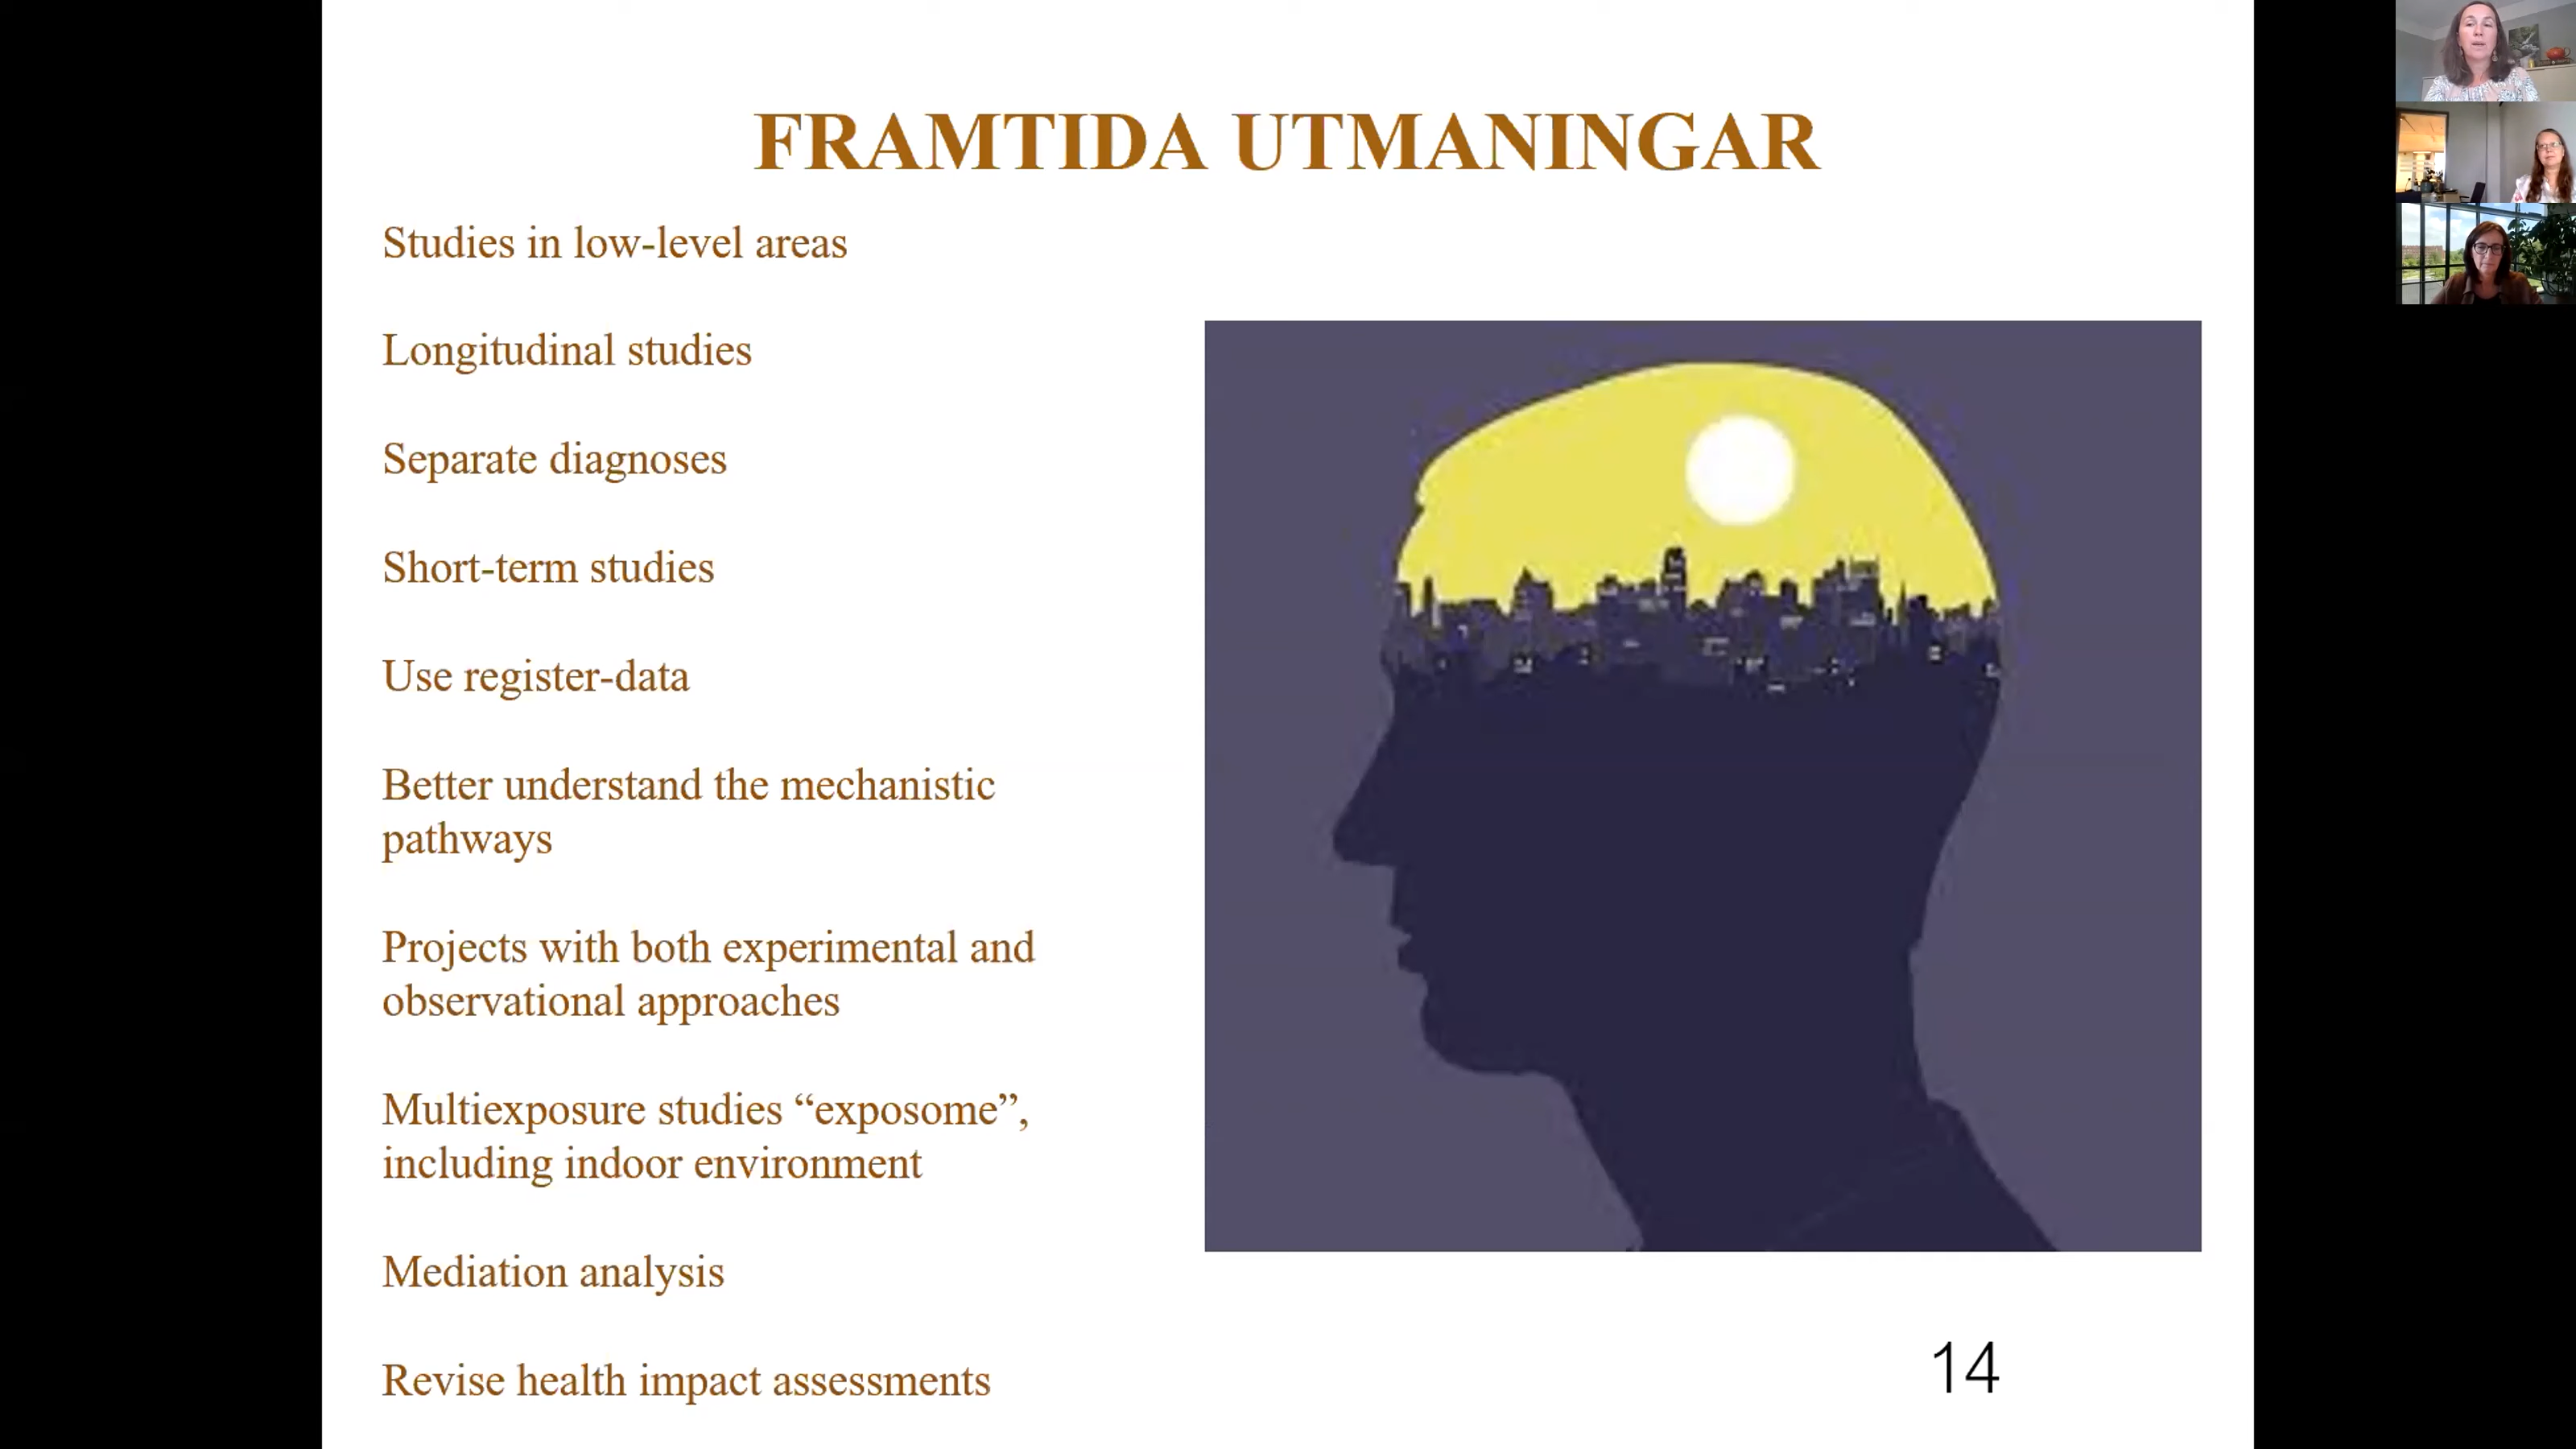 FRAMTIDA UTMANINGAR
Studies in low-level areas
Longitudinal studies
Separate diagnoses
Short-term studies
Use register-data
Better understand the mechanistic
pathways
Projects with both experimental and
observational approaches
Multiexposure studies “exposome”,
including indoor environment
Mediation analysis
Revise health impact assessments
14